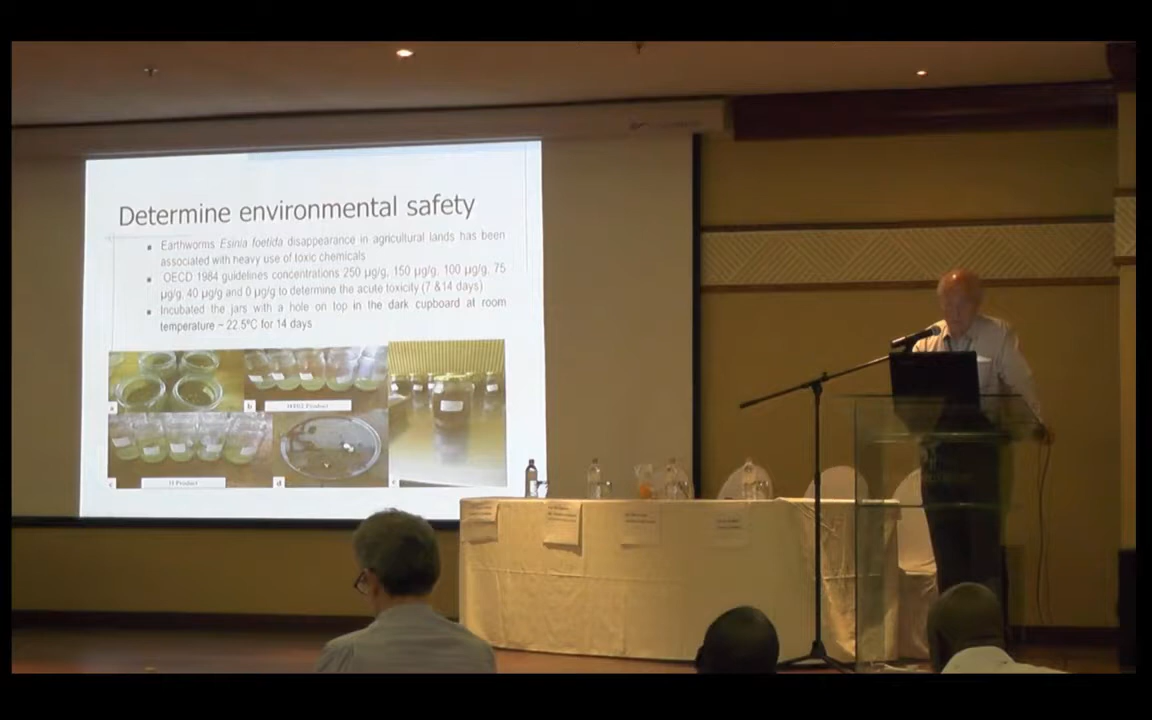 Determine environmental safety
▪ Earthworms Esinia foetida disappearance in agricultural lands has been
associated with heavy use of toxic chemicals
▪ OECD 1984 guidelines concentrations 250 µg/g, 150 µg/g, 100 µg/g, 75
µg/g, 40 µg/g and 0 µg/g to determine the acute toxicity (7 &14 days)
▪ Incubated the jars with a hole on top in the dark cupboard at room
temperature – 22.5ºC for 14 days
a
b
Product
c
Product
d
e